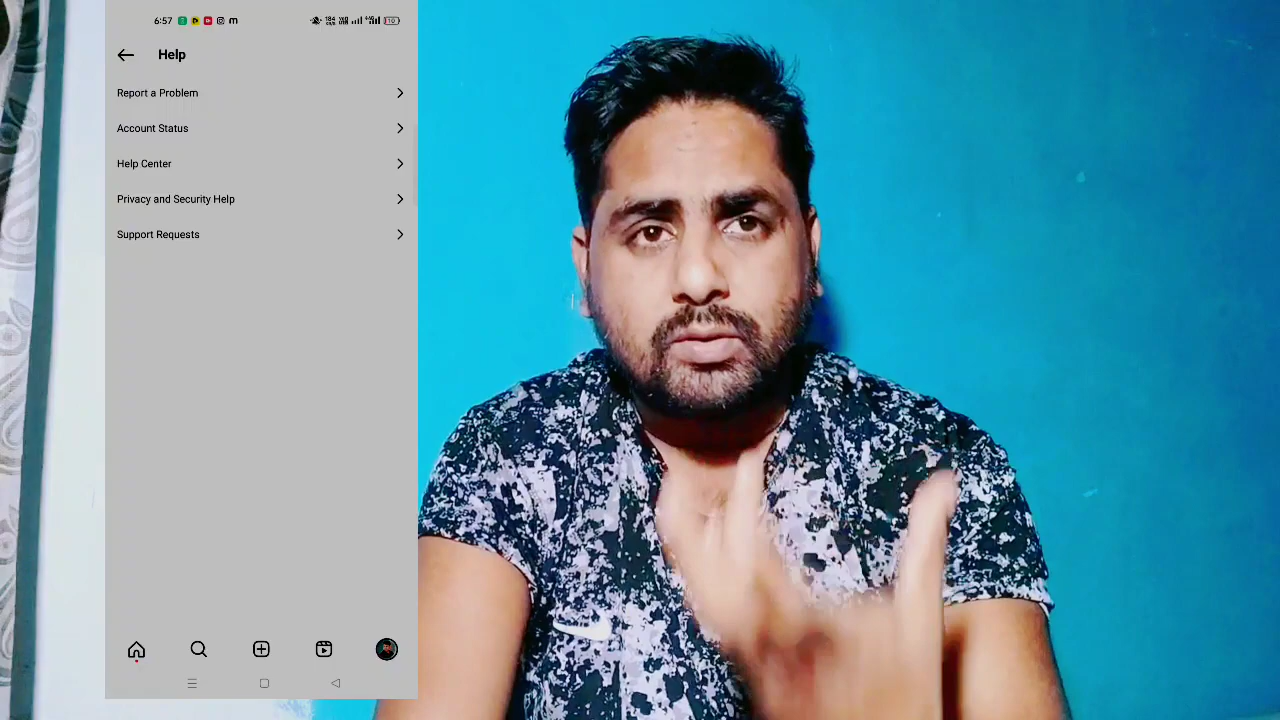 6:57
Help
Report a Problem
Account Status
Help Center
Privacy and Security Help
Support Requests